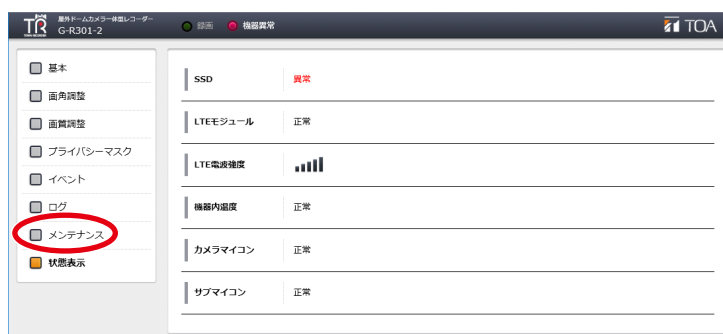 TR
屋外ドームカメラ一体型レコーダー
G-R301-2
録画
機器異常
TOA
基本
画角調整
画質調整
プライバシーマスク
イベント
ログ
メンテナンス
状態表示
SSD 異常
LTEモジュール 正常
LTE電波強度
機器内温度 正常
カメラマイコン 正常
サブマイコン 正常